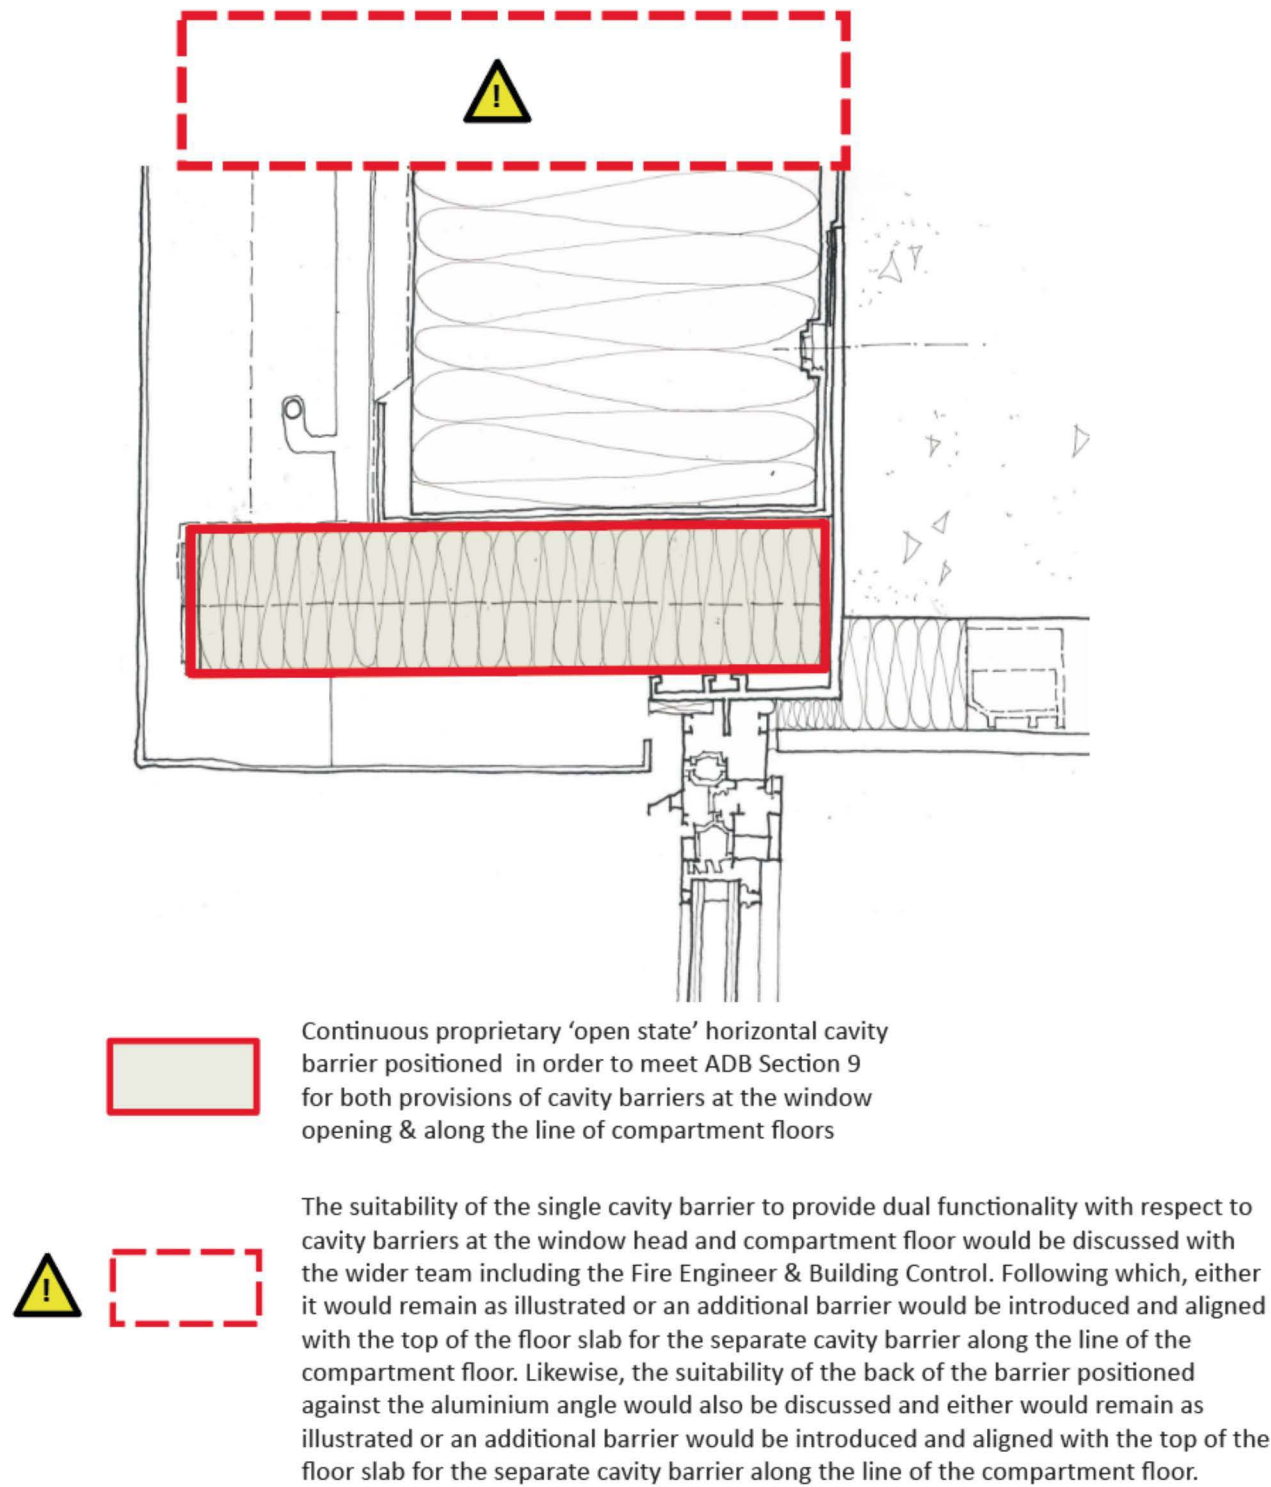 !
Continuous proprietary ‘open state’ horizontal cavity
barrier positioned in order to meet ADB Section 9
for both provisions of cavity barriers at the window
opening & along the line of compartment floors
!
The suitability of the single cavity barrier to provide dual functionality with respect to
cavity barriers at the window head and compartment floor would be discussed with
the wider team including the Fire Engineer & Building Control. Following which, either
it would remain as illustrated or an additional barrier would be introduced and aligned
with the top of the floor slab for the separate cavity barrier along the line of the
compartment floor. Likewise, the suitability of the back of the barrier positioned
against the aluminium angle would also be discussed and either would remain as
illustrated or an additional barrier would be introduced and aligned with the top of the
floor slab for the separate cavity barrier along the line of the compartment floor.